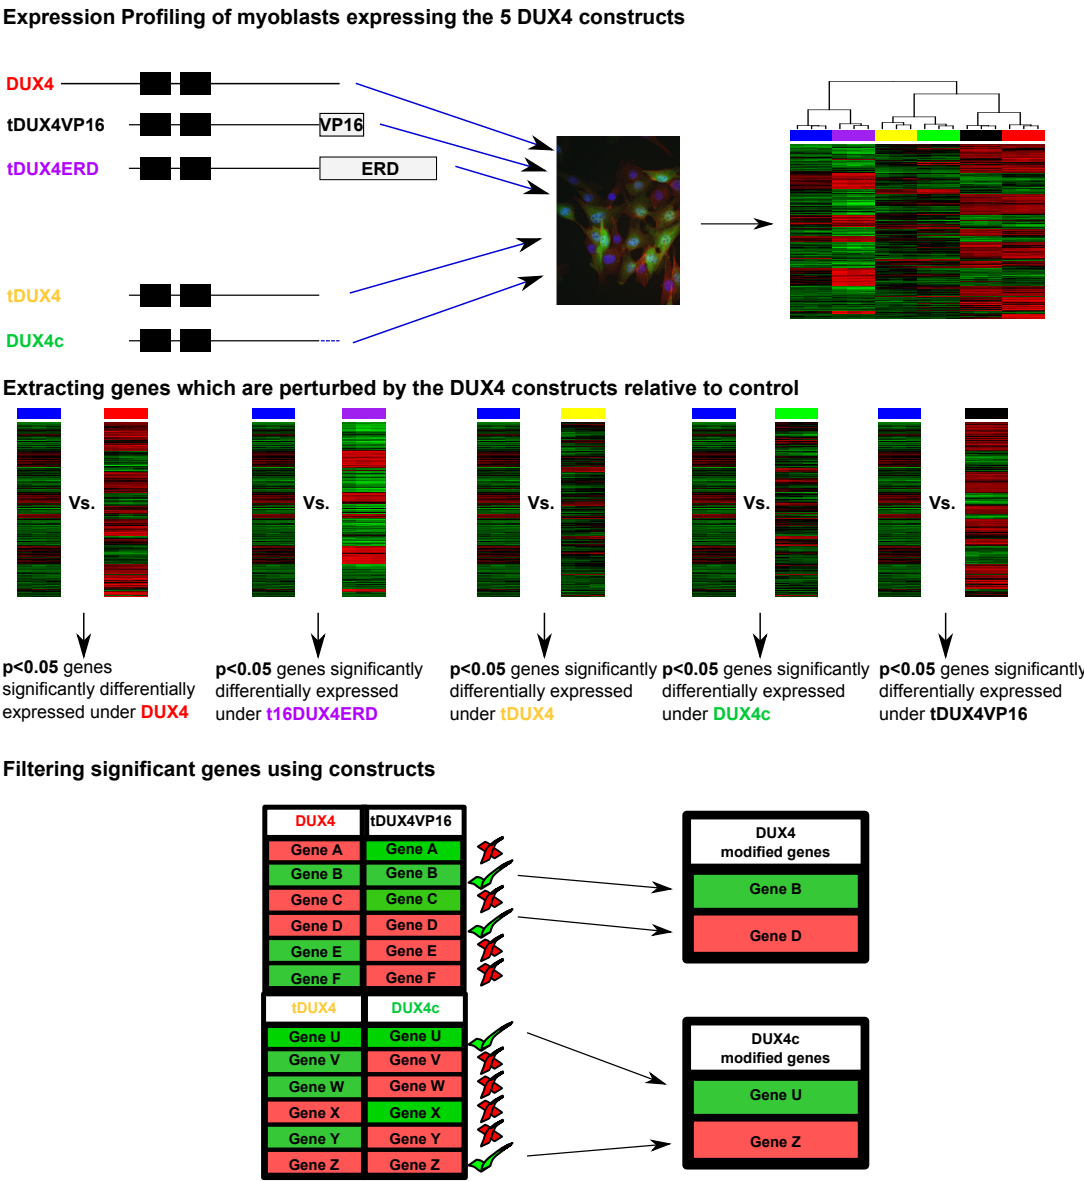 Expression Profiling of myoblasts expressing the 5 DUX4 constructs
DUX4
tDUX4VP16
VP16
tDUX4ERD
ERD
tDUX4
DUX4c
Extracting genes which are perturbed by the DUX4 constructs relative to control
Vs.
Vs.
Vs.
Vs.
Vs.
p<0.05 genes
significantly differentially
expressed under DUX4
p<0.05 genes significantly
differentially expressed
under t16DUX4ERD
p<0.05 genes significantly
differentially expressed
under tDUX4
p<0.05 genes significantly
differentially expressed
under DUX4c
p<0.05 genes significantly
differentially expressed
under tDUX4VP16
Filtering significant genes using constructs
DUX4 tDUX4VP16
Gene A Gene A
Gene B Gene B
Gene C Gene C
Gene D Gene D
Gene E Gene E
Gene F Gene F
DUX4
modified genes
Gene B
Gene D
tDUX4 DUX4c
Gene U Gene U
Gene V Gene V
Gene W Gene W
Gene X Gene X
Gene Y Gene Y
Gene Z Gene Z
DUX4c
modified genes
Gene U
Gene Z